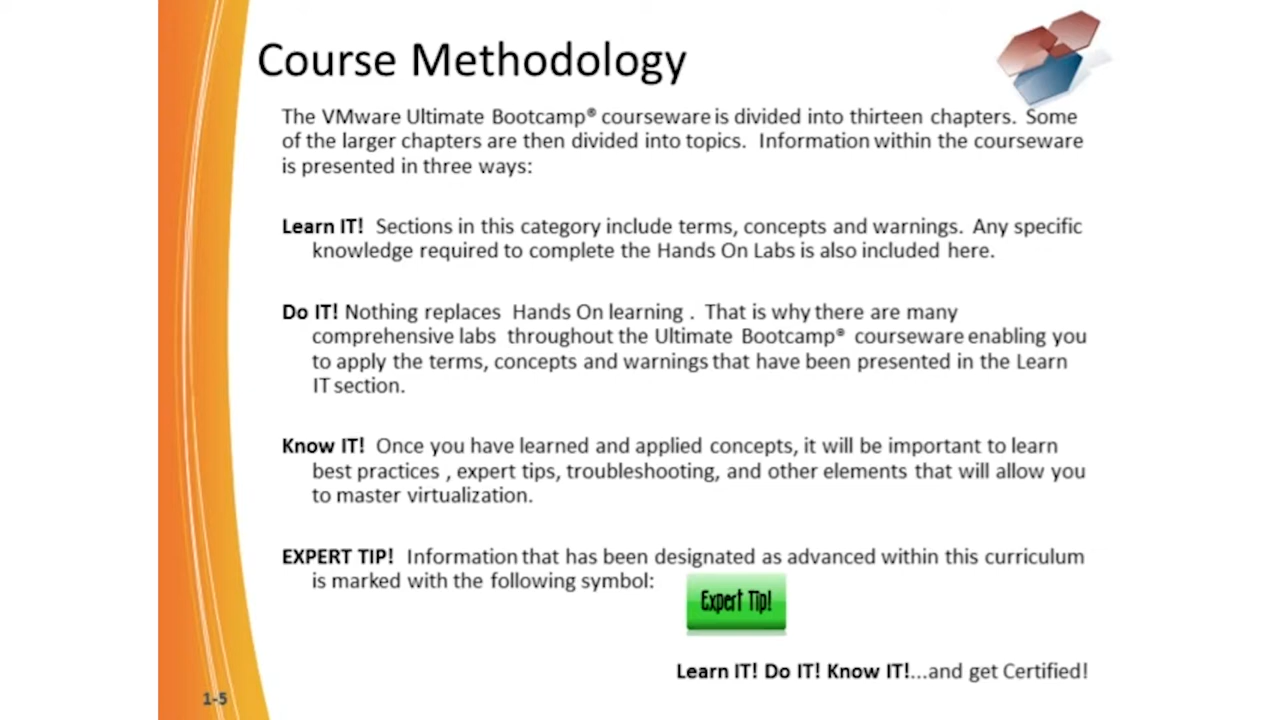 Course Methodology
The VMware Ultimate Bootcamp® courseware is divided into thirteen chapters. Some
of the larger chapters are then divided into topics. Information within the courseware
is presented in three ways:
Learn IT! Sections in this category include terms, concepts and warnings. Any specific
knowledge required to complete the Hands On Labs is also included here.
Do IT! Nothing replaces Hands On learning . That is why there are many
comprehensive labs throughout the Ultimate Bootcamp® courseware enabling you
to apply the terms, concepts and warnings that have been presented in the Learn
IT section.
Know IT! Once you have learned and applied concepts, it will be important to learn
best practices , expert tips, troubleshooting, and other elements that will allow you
to master virtualization.
EXPERT TIP! Information that has been designated as advanced within this curriculum
is marked with the following symbol:
Expert Tip!
Learn IT! Do IT! Know IT!...and get Certified!
1-5